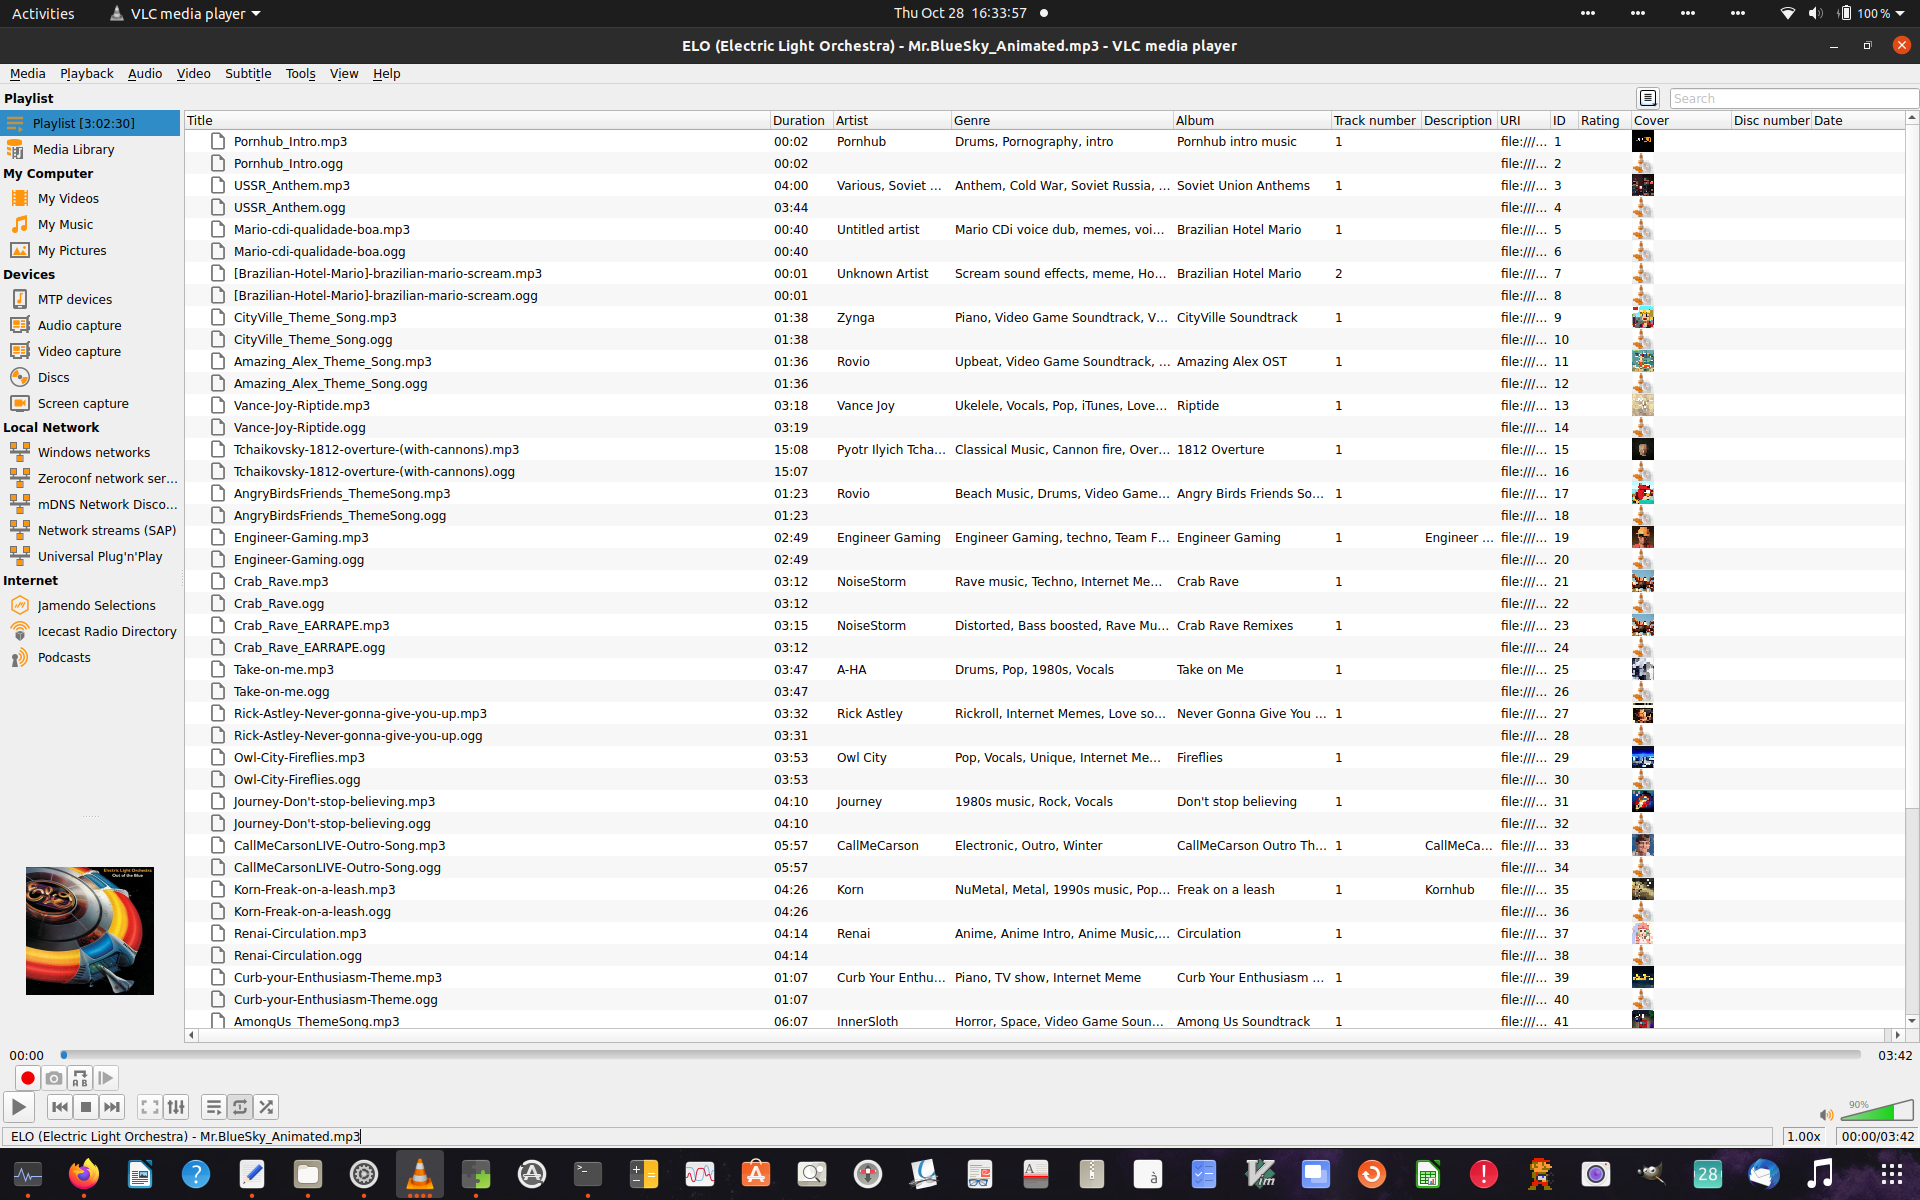 Activities VLC media player Thu Oct 28 16:33:57 100 %
ELO (Electric Light Orchestra) - Mr.BlueSky_Animated.mp3 - VLC media player
Media Playback Audio Video Subtitle Tools View Help
Playlist
Search
Playlist [3:02:30]
Media Library
My Computer
My Videos
My Music
My Pictures
Devices
MTP devices
Audio capture
Video capture
Discs
Screen capture
Local Network
Windows networks
Zeroconf network ser...
mDNS Network Disco...
Network streams (SAP)
Universal Plug'n'Play
Internet
Jamendo Selections
Icecast Radio Directory
Podcasts
Electric Light Orchestra
Out of the Blue
Title Duration Artist Genre Album Track number Description URI ID Rating Cover Disc number Date
Pornhub_Intro.mp3 00:02 Pornhub Drums, Pornography, intro Pornhub intro music 1 file:///... 1
Pornhub_Intro.ogg 00:02 file:///... 2
USSR_Anthem.mp3 04:00 Various, Soviet ... Anthem, Cold War, Soviet Russia, ... Soviet Union Anthems 1 file:///... 3
USSR_Anthem.ogg 03:44 file:///... 4
Mario-cdi-qualidade-boa.mp3 00:40 Untitled artist Mario CDi voice dub, memes, voi... Brazilian Hotel Mario 1 file:///... 5
Mario-cdi-qualidade-boa.ogg 00:40 file:///... 6
[Brazilian-Hotel-Mario]-brazilian-mario-scream.mp3 00:01 Unknown Artist Scream sound effects, meme, Ho... Brazilian Hotel Mario 2 file:///... 7
[Brazilian-Hotel-Mario]-brazilian-mario-scream.ogg 00:01 file:///... 8
CityVille_Theme_Song.mp3 01:38 Zynga Piano, Video Game Soundtrack, V... CityVille Soundtrack 1 file:///... 9
CityVille_Theme_Song.ogg 01:38 file:///... 10
Amazing_Alex_Theme_Song.mp3 01:36 Rovio Upbeat, Video Game Soundtrack, ... Amazing Alex OST 1 file:///... 11
Amazing_Alex_Theme_Song.ogg 01:36 file:///... 12
Vance-Joy-Riptide.mp3 03:18 Vance Joy Ukelele, Vocals, Pop, iTunes, Love... Riptide 1 file:///... 13
Vance-Joy-Riptide.ogg 03:19 file:///... 14
Tchaikovsky-1812-overture-(with-cannons).mp3 15:08 Pyotr Ilyich Tcha... Classical Music, Cannon fire, Over... 1812 Overture 1 file:///... 15
Tchaikovsky-1812-overture-(with-cannons).ogg 15:07 file:///... 16
AngryBirdsFriends_ThemeSong.mp3 01:23 Rovio Beach Music, Drums, Video Game... Angry Birds Friends So... 1 file:///... 17
AngryBirdsFriends_ThemeSong.ogg 01:23 file:///... 18
Engineer-Gaming.mp3 02:49 Engineer Gaming Engineer Gaming, techno, Team F... Engineer Gaming 1 Engineer ... file:///... 19
Engineer-Gaming.ogg 02:49 file:///... 20
Crab_Rave.mp3 03:12 NoiseStorm Rave music, Techno, Internet Me... Crab Rave 1 file:///... 21
Crab_Rave.ogg 03:12 file:///... 22
Crab_Rave_EARRAPE.mp3 03:15 NoiseStorm Distorted, Bass boosted, Rave Mu... Crab Rave Remixes 1 file:///... 23
Crab_Rave_EARRAPE.ogg 03:12 file:///... 24
Take-on-me.mp3 03:47 A-HA Drums, Pop, 1980s, Vocals Take on Me 1 file:///... 25
Take-on-me.ogg 03:47 file:///... 26
Rick-Astley-Never-gonna-give-you-up.mp3 03:32 Rick Astley Rickroll, Internet Memes, Love so... Never Gonna Give You ... 1 file:///... 27
Rick-Astley-Never-gonna-give-you-up.ogg 03:31 file:///... 28
Owl-City-Fireflies.mp3 03:53 Owl City Pop, Vocals, Unique, Internet Me... Fireflies 1 file:///... 29
Owl-City-Fireflies.ogg 03:53 file:///... 30
Journey-Don't-stop-believing.mp3 04:10 Journey 1980s music, Rock, Vocals Don't stop believing 1 file:///... 31
Journey-Don't-stop-believing.ogg 04:10 file:///... 32
CallMeCarsonLIVE-Outro-Song.mp3 05:57 CallMeCarson Electronic, Outro, Winter CallMeCarson Outro Th... 1 CallMeCa... file:///... 33
CallMeCarsonLIVE-Outro-Song.ogg 05:57 file:///... 34
Korn-Freak-on-a-leash.mp3 04:26 Korn NuMetal, Metal, 1990s music, Pop... Freak on a leash 1 Kornhub file:///... 35
Korn-Freak-on-a-leash.ogg 04:26 file:///... 36
Renai-Circulation.mp3 04:14 Renai Anime, Anime Intro, Anime Music,... Circulation 1 file:///... 37
Renai-Circulation.ogg 04:14 file:///... 38
Curb-your-Enthusiasm-Theme.mp3 01:07 Curb Your Enthu... Piano, TV show, Internet Meme Curb Your Enthusiasm ... 1 file:///... 39
Curb-your-Enthusiasm-Theme.ogg 01:07 file:///... 40
AmongUs_ThemeSong.mp3 06:07 InnerSloth Horror, Space, Video Game Soun... Among Us Soundtrack 1 file:///... 41
00:00 03:42
A B
90%
ELO (Electric Light Orchestra) - Mr.BlueSky_Animated.mp3 1.00x 00:00/03:42
28